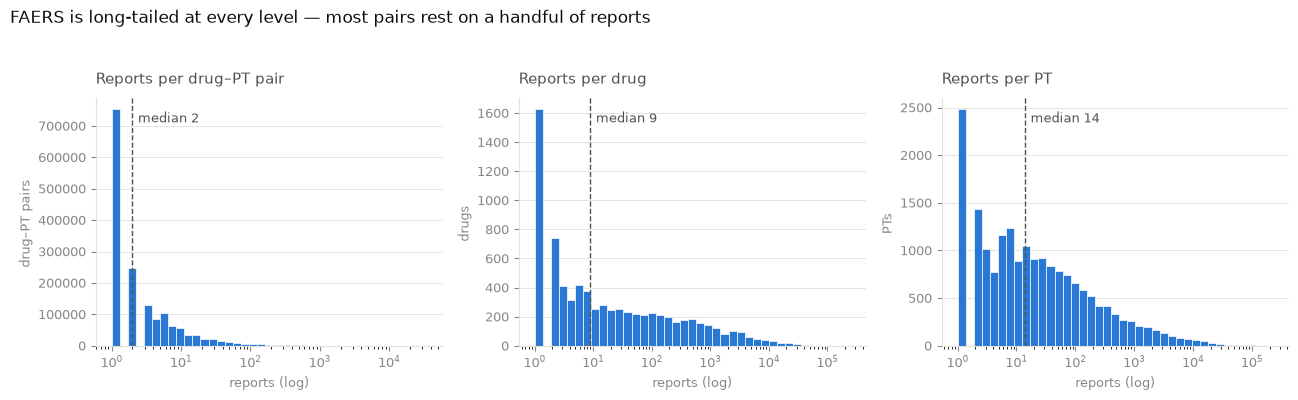 FAERS is long-tailed at every level — most pairs rest on a handful of reports
Reports per drug–PT pair
median 2
700000
600000
500000
400000
300000
200000
100000
0
drug–PT pairs
10⁰ 10¹ 10² 10³ 10⁴
reports (log)
Reports per drug
median 9
1600
1400
1200
1000
800
600
400
200
0
drugs
10⁰ 10¹ 10² 10³ 10⁴ 10⁵
reports (log)
Reports per PT
median 14
2500
2000
1500
1000
500
0
PTs
10⁰ 10¹ 10² 10³ 10⁴ 10⁵
reports (log)